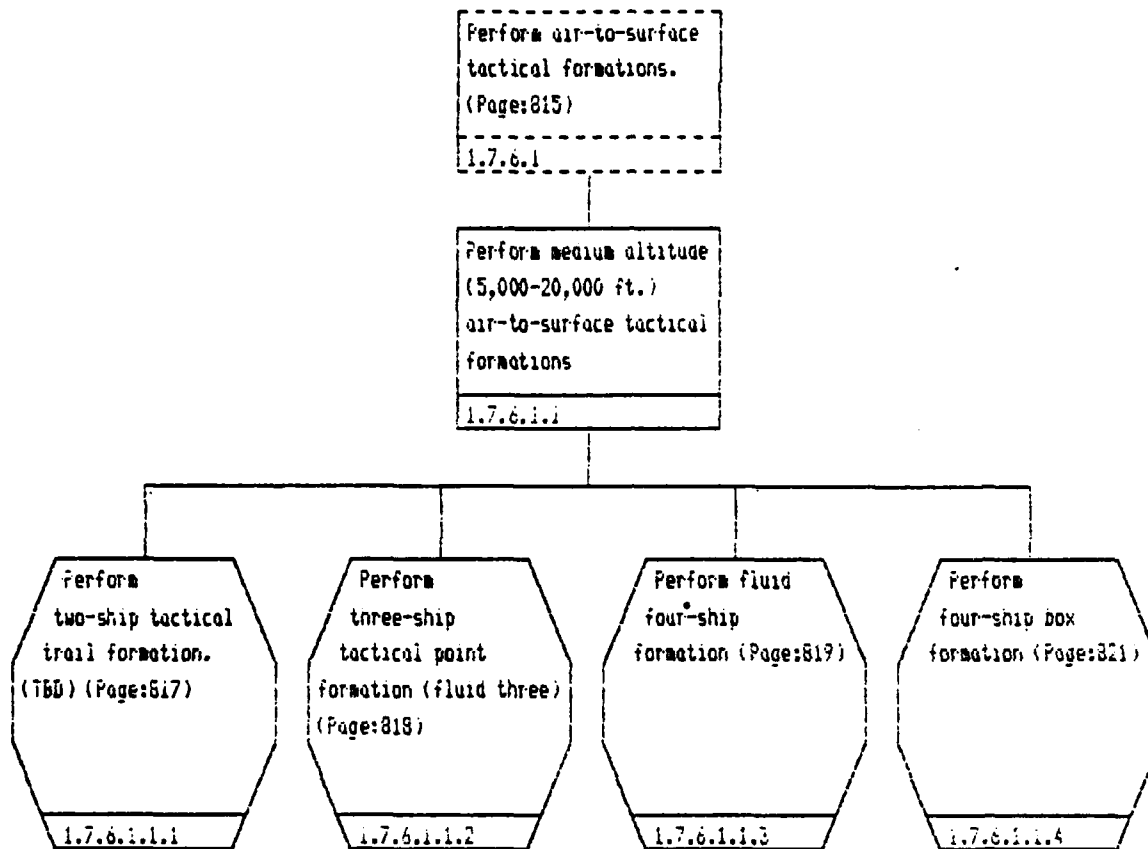 Perform air-to-surface
tactical formations.
(Page:815)
1.7.6.1
Perform medium altitude
(5,000-20,000 ft.)
air-to-surface tactical
formations
1.7.6.1.1
Perform
two-ship tactical
trail formation.
(TBD) (Page:817)
1.7.6.1.1.1
Perform
three-ship
tactical point
formation (fluid three)
(Page:818)
1.7.6.1.1.2
Perform fluid
four-ship
formation (Page:819)
1.7.6.1.1.3
Perform
four-ship box
formation (Page:821)
1.7.6.1.1.4